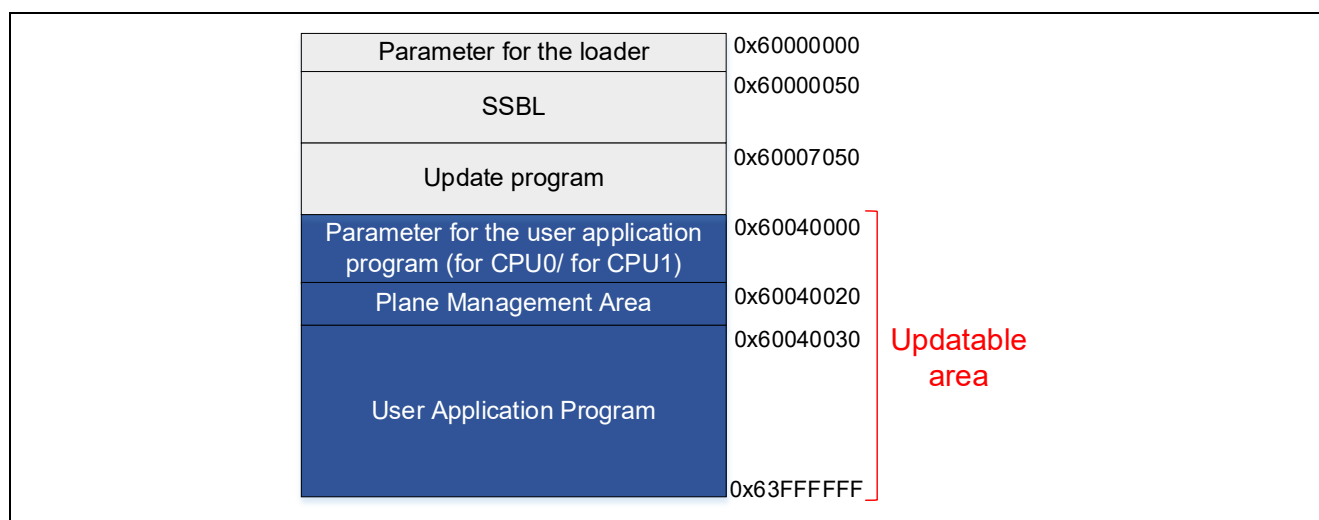 Parameter for the loader
0x60000000
0x60000050
SSBL
0x60007050
Update program
0x60040000
Parameter for the user application
program (for CPU0/ for CPU1)
0x60040020
Plane Management Area
0x60040030
Updatable
area
User Application Program
0x63FFFFFF